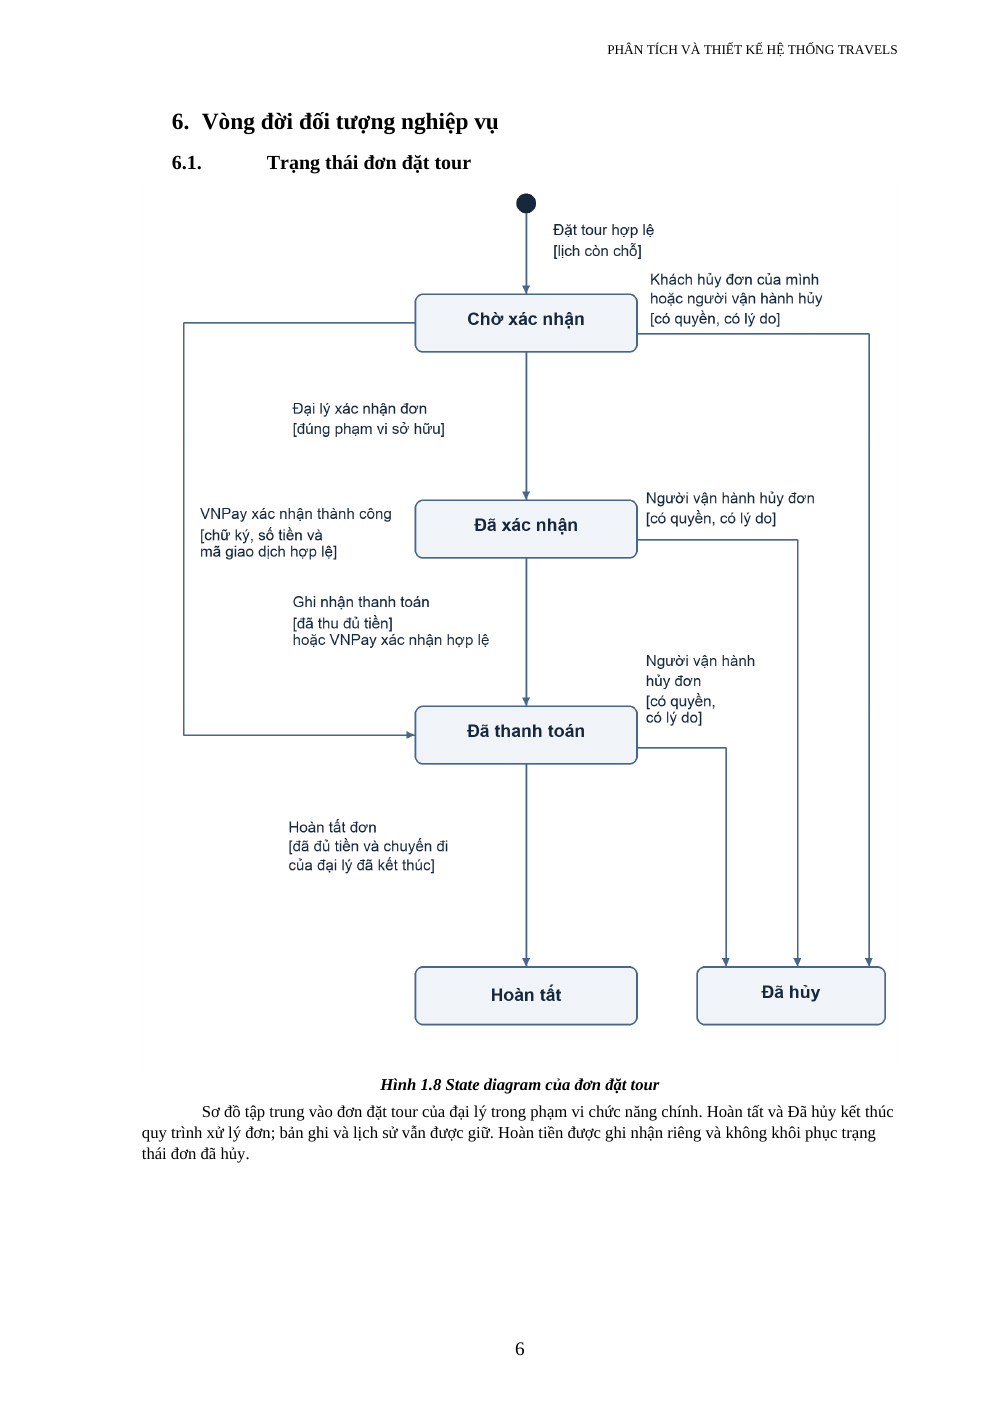 PHÂN TÍCH VÀ THIẾT KẾ HỆ THỐNG TRAVELS
6. Vòng đời đối tượng nghiệp vụ
6.1. Trạng thái đơn đặt tour
Đặt tour hợp lệ
[lịch còn chỗ]
Khách hủy đơn của mình
hoặc người vận hành hủy
[có quyền, có lý do]
Chờ xác nhận
Đại lý xác nhận đơn
[đúng phạm vi sở hữu]
Người vận hành hủy đơn
[có quyền, có lý do]
VNPay xác nhận thành công
[chữ ký, số tiền và
mã giao dịch hợp lệ]
Đã xác nhận
Ghi nhận thanh toán
[đã thu đủ tiền]
hoặc VNPay xác nhận hợp lệ
Người vận hành
hủy đơn
[có quyền,
có lý do]
Đã thanh toán
Hoàn tất đơn
[đã đủ tiền và chuyến đi
của đại lý đã kết thúc]
Hoàn tất
Đã hủy
Hình 1.8 State diagram của đơn đặt tour
Sơ đồ tập trung vào đơn đặt tour của đại lý trong phạm vi chức năng chính. Hoàn tất và Đã hủy kết thúc
quy trình xử lý đơn; bản ghi và lịch sử vẫn được giữ. Hoàn tiền được ghi nhận riêng và không khôi phục trạng
thái đơn đã hủy.
6